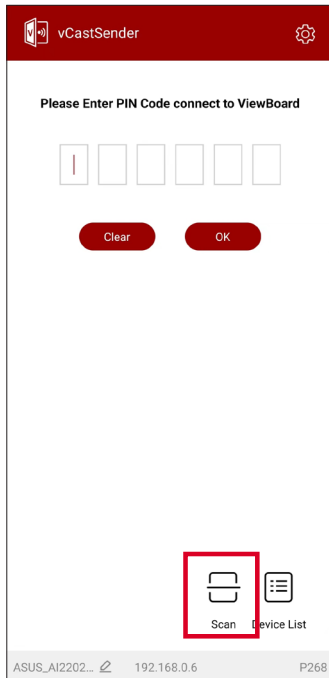 vCastSender
Please Enter PIN Code connect to ViewBoard
Clear OK
Scan Device List
ASUS_AI2202... 192.168.0.6 P268